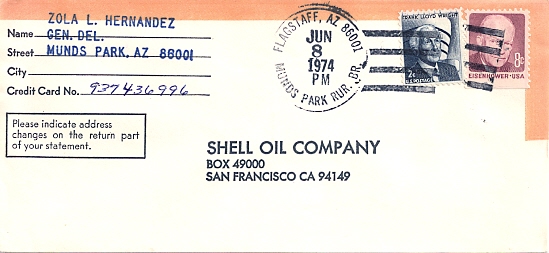 ZOLA L. HERNANDEZ
Name GEN. DEL.
Street MUNDS PARK, AZ 86001
City
Credit Card No. 937436996
Please indicate address
changes on the return part
of your statement.
FLAGSTAFF, AZ 86001
JUN
8
1974
PM
MUNDS PARK RUR. BR.
FRANK LLOYD WRIGHT
2¢
U.S. POSTAGE
8¢
EISENHOWER·USA
SHELL OIL COMPANY
BOX 49000
SAN FRANCISCO CA 94149